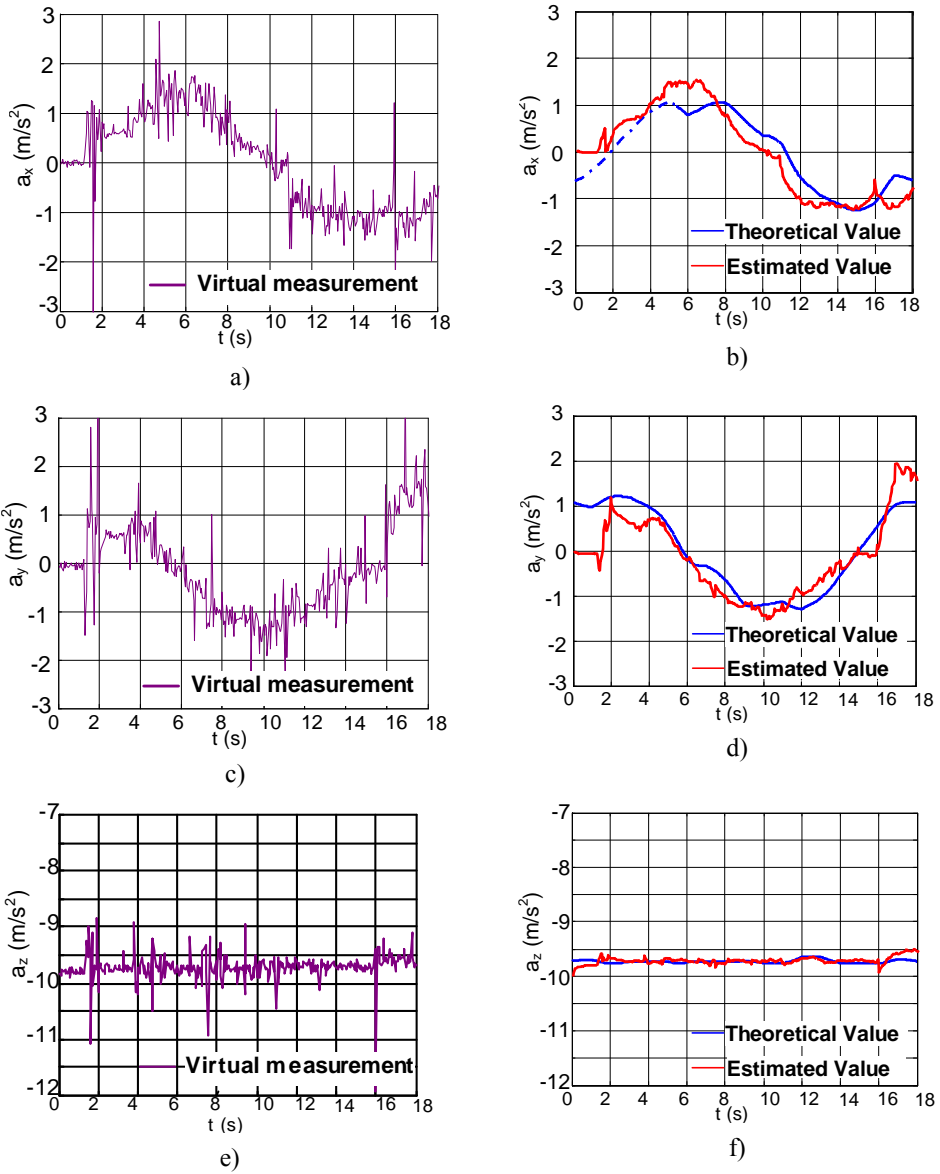 3
2
1
0
-1
-2
-3
aₓ (m/s²)
Virtual measurement
0 2 4 6 8 10 12 14 16 18
t (s)
a)
3
2
1
0
-1
-2
-3
aₓ (m/s²)
Theoretical Value
Estimated Value
0 2 4 6 8 10 12 14 16 18
t (s)
b)
3
2
1
0
-1
-2
-3
a_y (m/s²)
Virtual measurement
0 2 4 6 8 10 12 14 16 18
t (s)
c)
3
2
1
0
-1
-2
-3
a_y (m/s²)
Theoretical Value
Estimated Value
0 2 4 6 8 10 12 14 16 18
t (s)
d)
-7
-8
-9
-10
-11
-12
a_z (m/s²)
Virtual measurement
0 2 4 6 8 10 12 14 16 18
t (s)
e)
-7
-8
-9
-10
-11
-12
a_z (m/s²)
Theoretical Value
Estimated Value
0 2 4 6 8 10 12 14 16 18
t (s)
f)